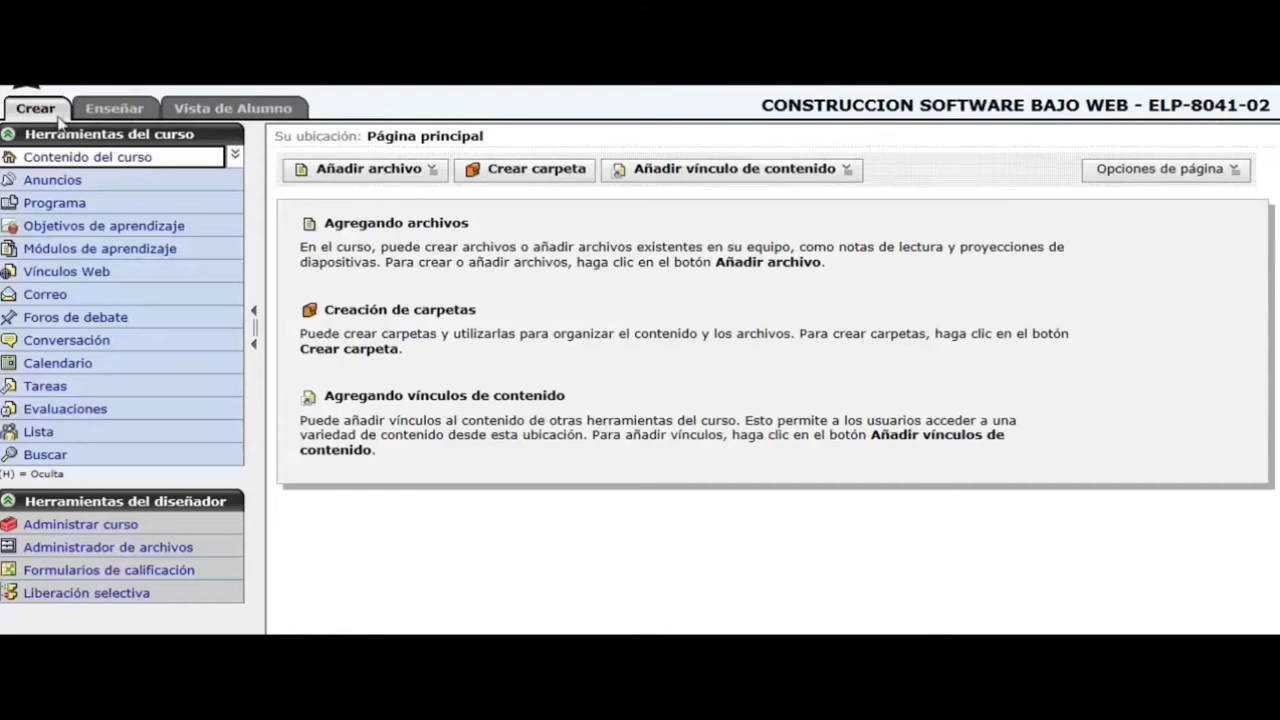 Crear Enseñar Vista de Alumno
CONSTRUCCION SOFTWARE BAJO WEB - ELP-8041-02
Herramientas del curso
Contenido del curso
Anuncios
Programa
Objetivos de aprendizaje
Módulos de aprendizaje
Vínculos Web
Correo
Foros de debate
Conversación
Calendario
Tareas
Evaluaciones
Lista
Buscar
(H) = Oculta
Herramientas del diseñador
Administrar curso
Administrador de archivos
Formularios de calificación
Liberación selectiva
Su ubicación: Página principal
Añadir archivo Crear carpeta Añadir vínculo de contenido Opciones de página
Agregando archivos
En el curso, puede crear archivos o añadir archivos existentes en su equipo, como notas de lectura y proyecciones de
diapositivas. Para crear o añadir archivos, haga clic en el botón Añadir archivo.
Creación de carpetas
Puede crear carpetas y utilizarlas para organizar el contenido y los archivos. Para crear carpetas, haga clic en el botón
Crear carpeta.
Agregando vínculos de contenido
Puede añadir vínculos al contenido de otras herramientas del curso. Esto permite a los usuarios acceder a una
variedad de contenido desde esta ubicación. Para añadir vínculos, haga clic en el botón Añadir vínculos de
contenido.